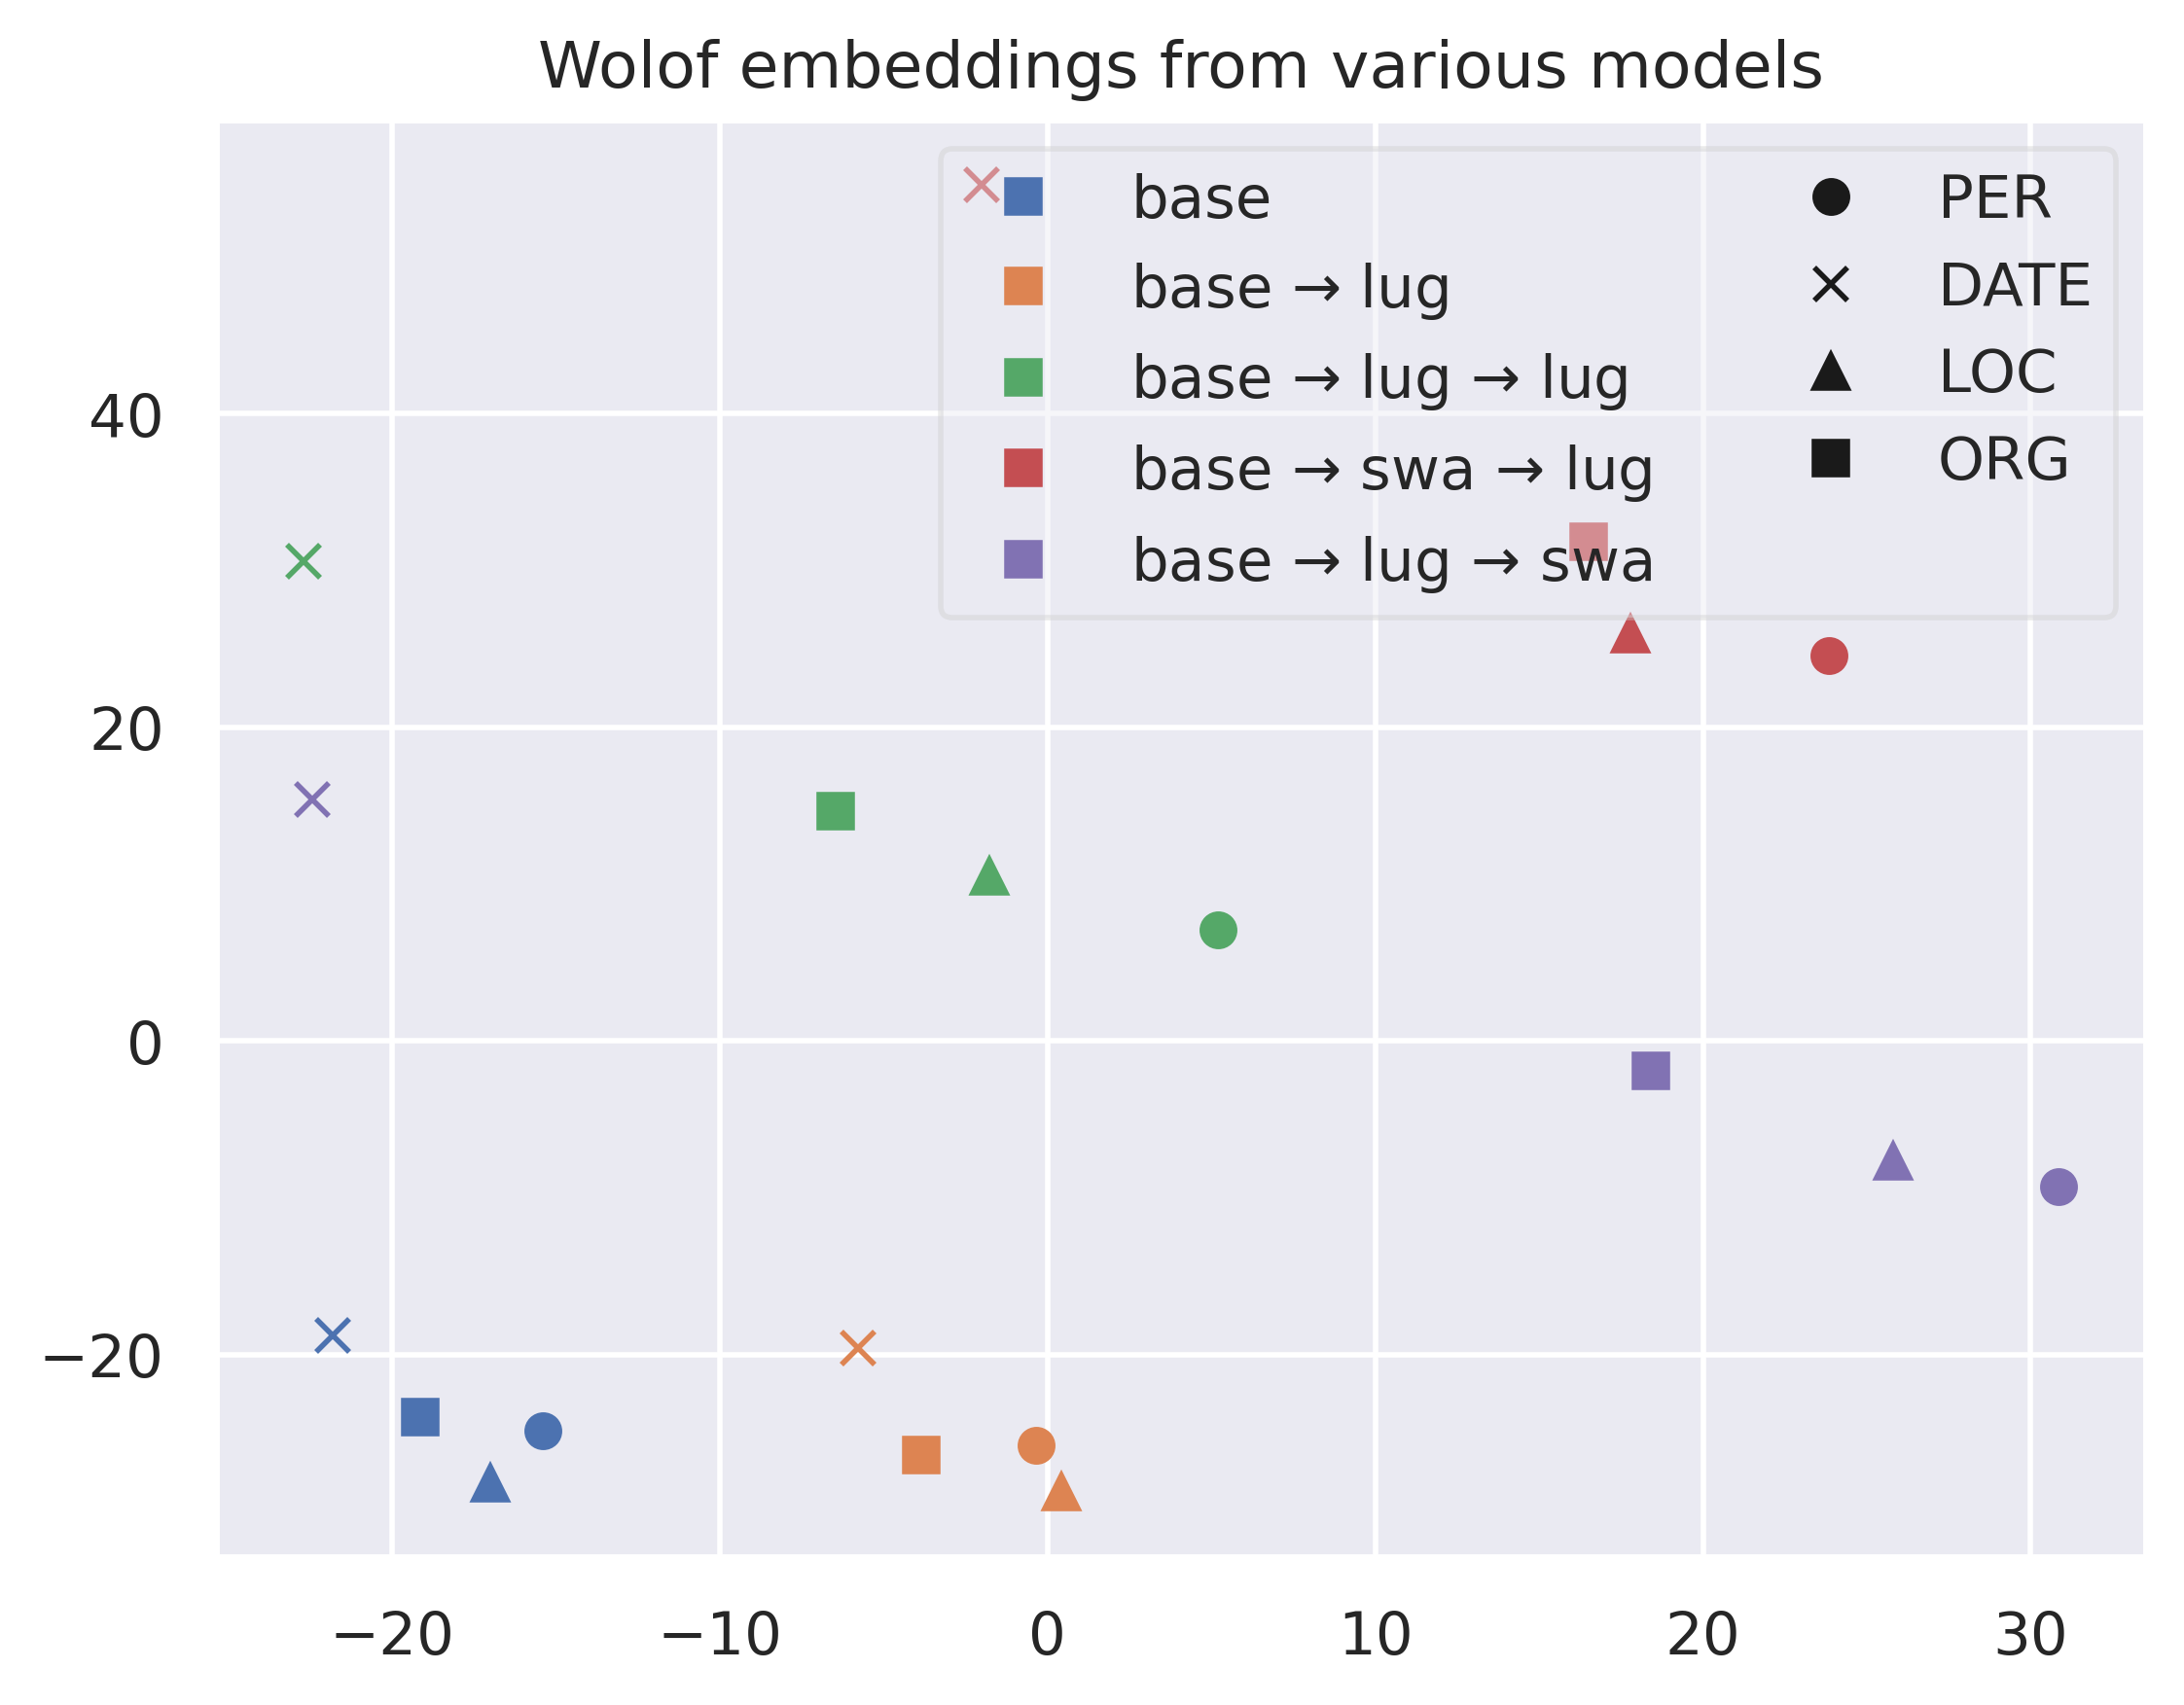 Wolof embeddings from various models
base
base → lug
base → lug → lug
base → swa → lug
base → lug → swa
PER
DATE
LOC
ORG
40
20
0
−20
−20 −10 0 10 20 30